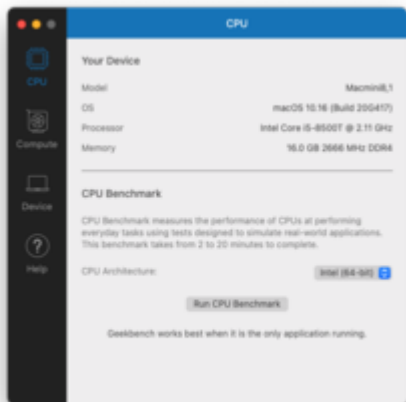 CPU
CPU
Compute
Device
Help
Your Device
Model Macmini8,1
OS macOS 10.16 (Build 20G417)
Processor Intel Core i5-8500T @ 2.11 GHz
Memory 16.0 GB 2666 MHz DDR4
CPU Benchmark
CPU Benchmark measures the performance of CPUs at performing
everyday tasks using tests designed to simulate real-world applications.
This benchmark takes from 2 to 20 minutes to complete.
CPU Architecture: Intel (64-bit)
Run CPU Benchmark
Geekbench works best when it is the only application running.